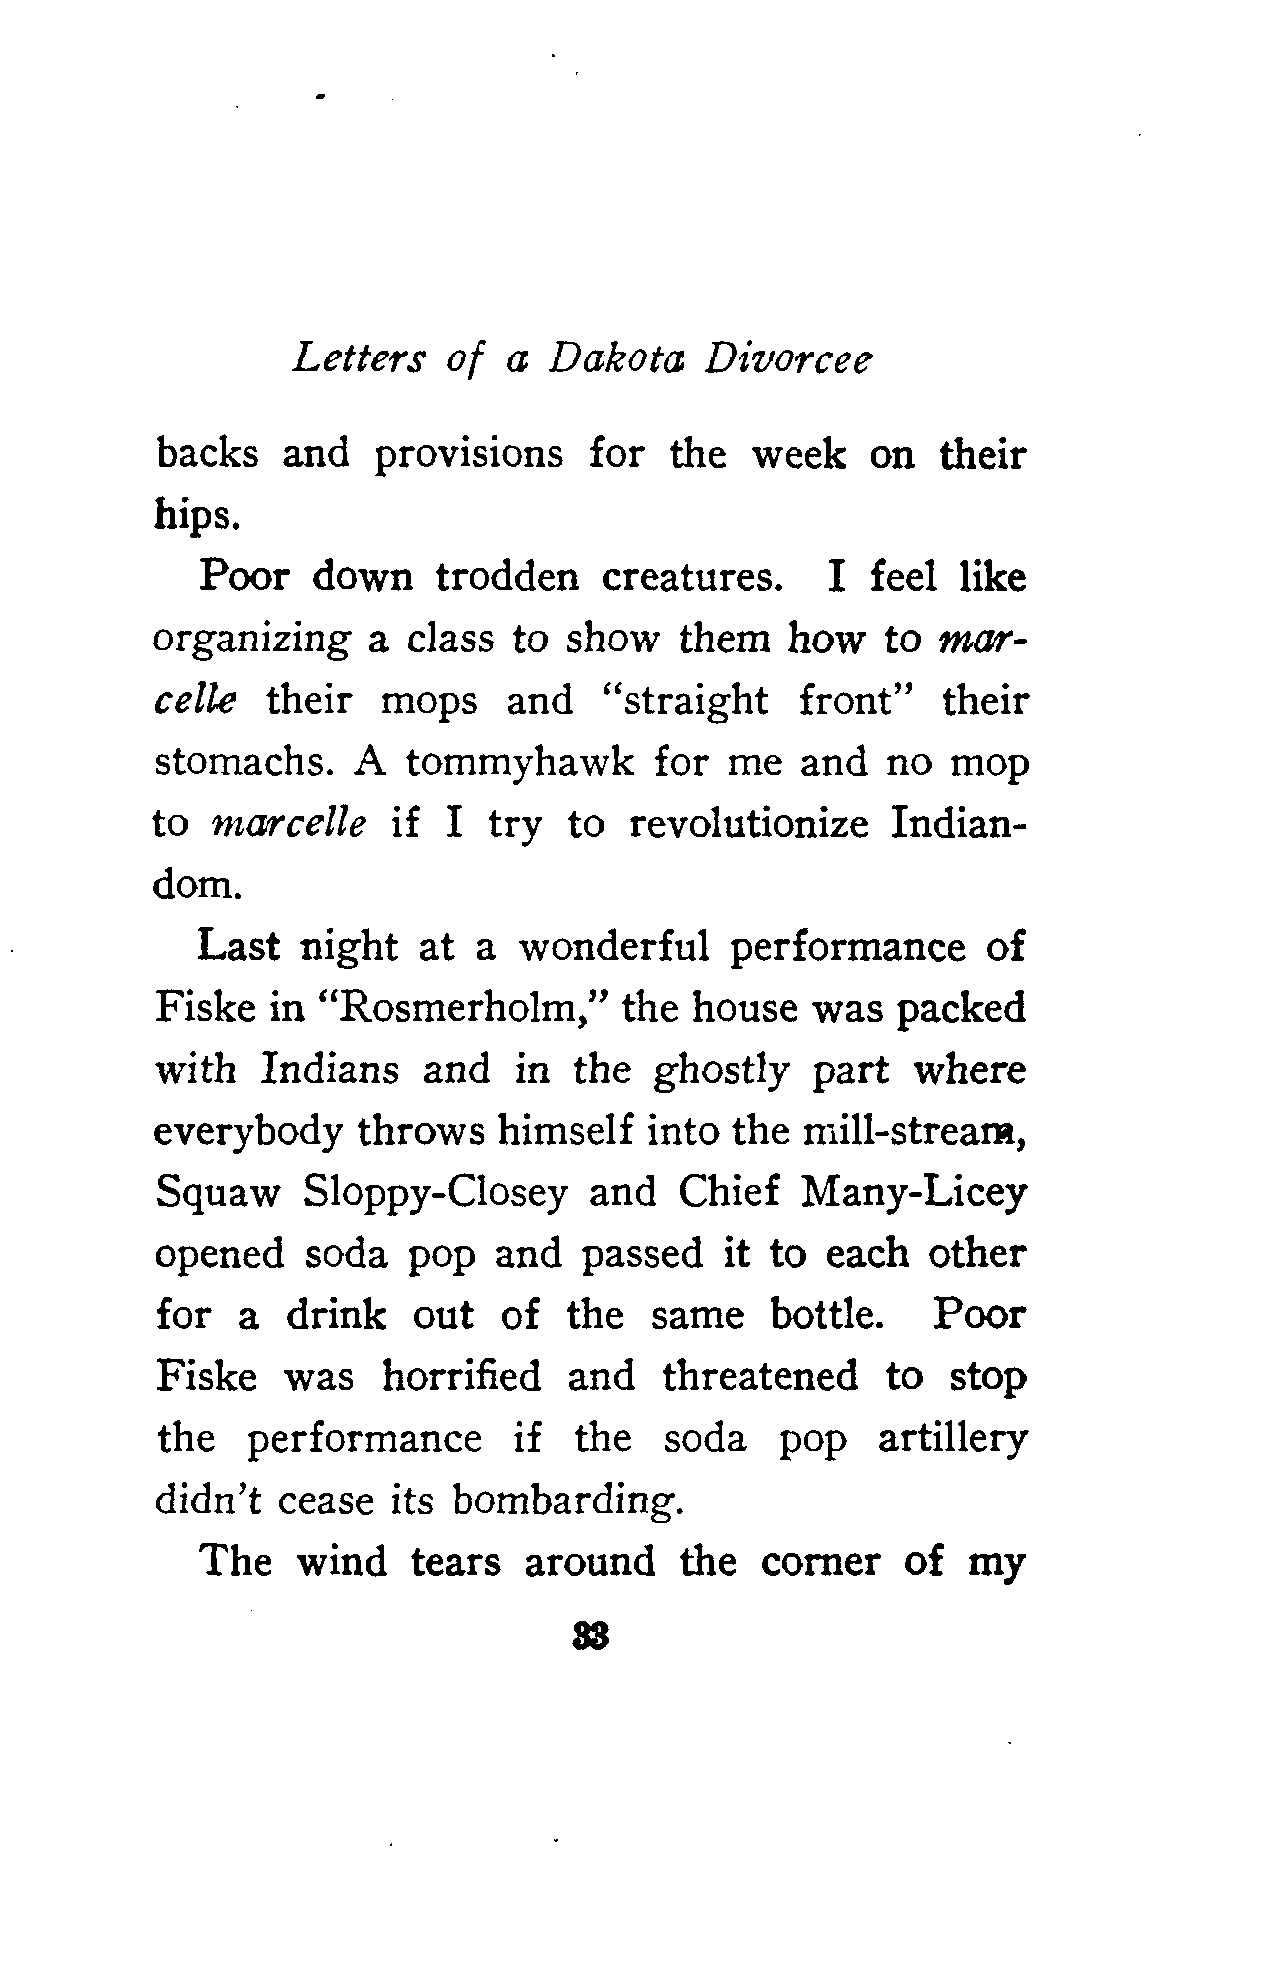 Letters of a Dakota Divorcee
backs and provisions for the week on their
hips.
Poor down trodden creatures. I feel like
organizing a class to show them how to mar-
celle their mops and "straight front" their
stomachs. A tommyhawk for me and no mop
to marcelle if I try to revolutionize Indian-
dom.
Last night at a wonderful performance of
Fiske in "Rosmerholm," the house was packed
with Indians and in the ghostly part where
everybody throws himself into the mill-stream,
Squaw Sloppy-Closey and Chief Many-Licey
opened soda pop and passed it to each other
for a drink out of the same bottle. Poor
Fiske was horrified and threatened to stop
the performance if the soda pop artillery
didn't cease its bombarding.
The wind tears around the corner of my
33